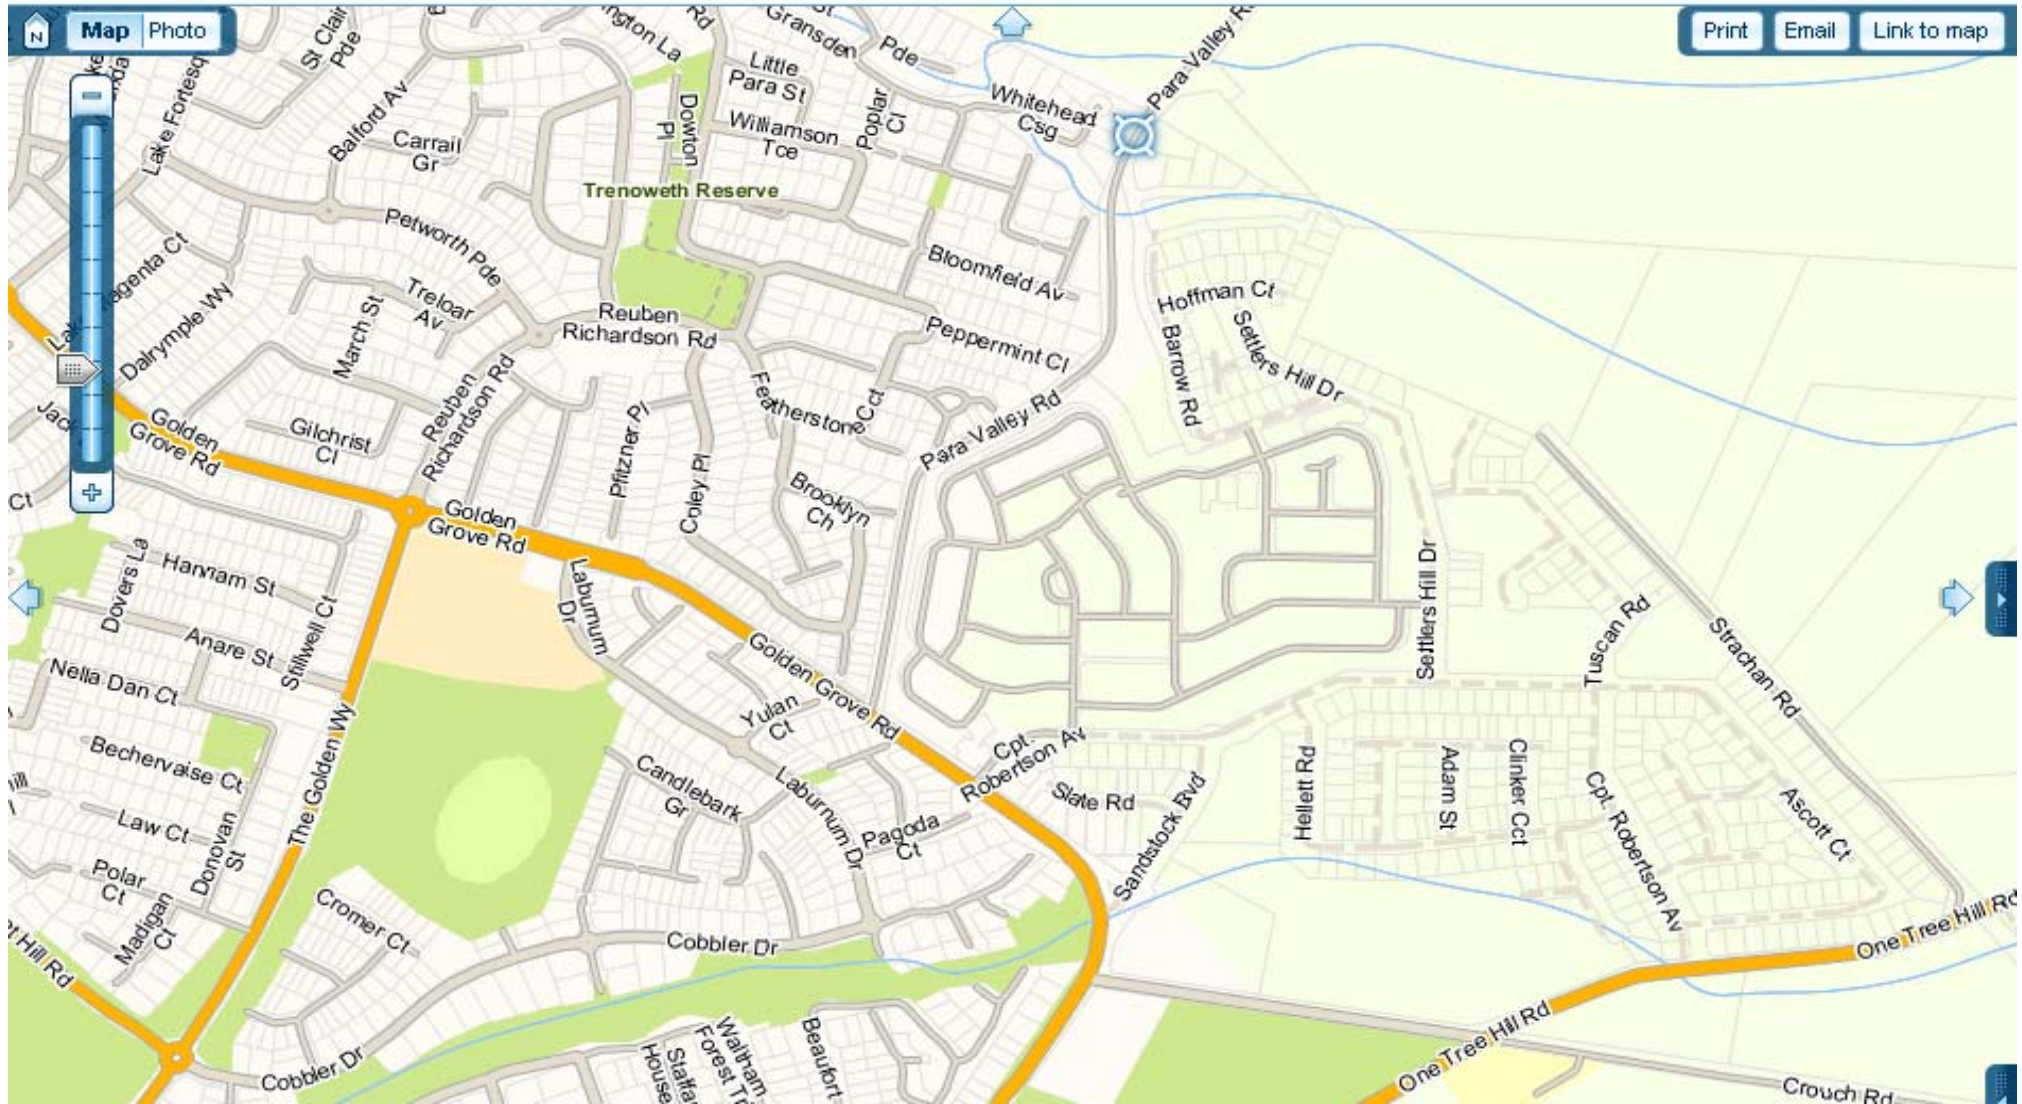 N
Map
Photo
Print
Email
Link to map
St Clair
Pde
Rd
Gransden
Pde
Para Valley
Little
Para St
Lake
Balford Av
Carrail
Gr
Dowton
Pl
Williamson
Tce
Poplar
Cl
Whitehead
Csg
Trenoweth Reserve
Petworth Pde
Bloomfield Av
Dalrymple Wy
March St
Treloar
Av
Reuben
Richardson Rd
Peppermint Cl
Hoffman Ct
Barrow Rd
Settlers Hill Dr
Golden
Grove Rd
Gilchrist
Cl
Reuben
Richardson Rd
Pfitzner Pl
Coley Pl
Featherstone Cct
Para Valley Rd
Ct
Golden
Grove Rd
Brooklyn
Ch
Dovers La
Hannam St
Anare St
Stillwell Ct
Nella Dan Ct
Laburnum
Dr
Golden Grove Rd
Settlers Hill Dr
Tuscan Rd
Strachan Rd
Bechervaise Ct
The Golden Wy
Yulan
Ct
Candlebark
Gr
Laburnum Dr
Cpt.
Robertson Av
Slate Rd
Sandstock Bvd
Hellett Rd
Adam St
Clinker Cct
Cpt. Robertson Av
Ascott Ct
Law Ct
Donovan
St
Pagoda
Ct
Polar
Ct
Madigan
Ct
Cromer Ct
Cobbler Dr
Hill Rd
One Tree Hill Rd
Cobbler Dr
Waltham
Forest
House
Beaufort
One Tree Hill Rd
Crouch Rd